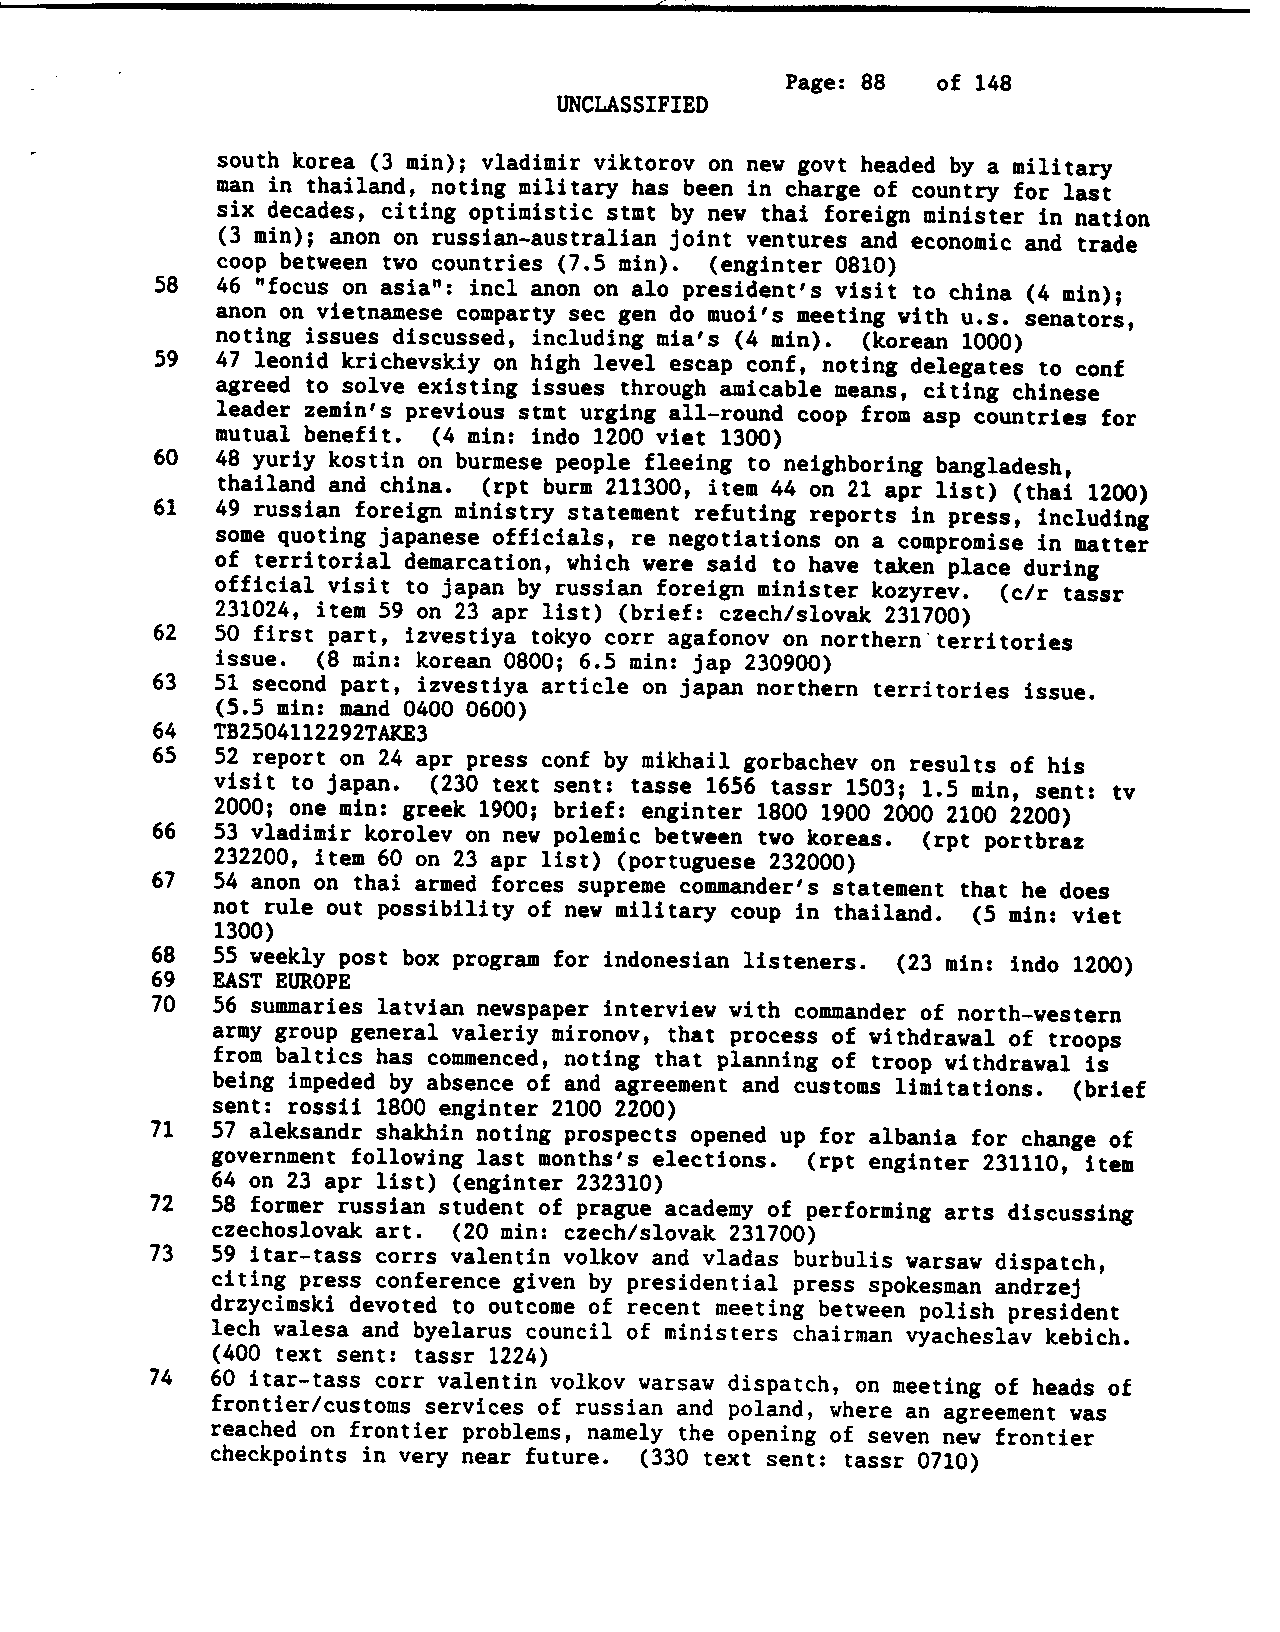 Page: 88 of 148
UNCLASSIFIED
south korea (3 min); vladimir viktorov on new govt headed by a military
man in thailand, noting military has been in charge of country for last
six decades, citing optimistic stmt by new thai foreign minister in nation
(3 min); anon on russian-australian joint ventures and economic and trade
coop between two countries (7.5 min). (enginter 0810)
58 46 "focus on asia": incl anon on alo president's visit to china (4 min);
anon on vietnamese comparty sec gen do muoi's meeting with u.s. senators,
noting issues discussed, including mia's (4 min). (korean 1000)
59 47 leonid krichevskiy on high level escap conf, noting delegates to conf
agreed to solve existing issues through amicable means, citing chinese
leader zemin's previous stmt urging all-round coop from asp countries for
mutual benefit. (4 min: indo 1200 viet 1300)
60 48 yuriy kostin on burmese people fleeing to neighboring bangladesh,
thailand and china. (rpt burm 211300, item 44 on 21 apr list) (thai 1200)
61 49 russian foreign ministry statement refuting reports in press, including
some quoting japanese officials, re negotiations on a compromise in matter
of territorial demarcation, which were said to have taken place during
official visit to japan by russian foreign minister kozyrev. (c/r tassr
231024, item 59 on 23 apr list) (brief: czech/slovak 231700)
62 50 first part, izvestiya tokyo corr agafonov on northern territories
issue. (8 min: korean 0800; 6.5 min: jap 230900)
63 51 second part, izvestiya article on japan northern territories issue.
(5.5 min: mand 0400 0600)
64 TB2504112292TAKE3
65 52 report on 24 apr press conf by mikhail gorbachev on results of his
visit to japan. (230 text sent: tasse 1656 tassr 1503; 1.5 min, sent: tv
2000; one min: greek 1900; brief: enginter 1800 1900 2000 2100 2200)
66 53 vladimir korolev on new polemic between two koreas. (rpt portbraz
232200, item 60 on 23 apr list) (portuguese 232000)
67 54 anon on thai armed forces supreme commander's statement that he does
not rule out possibility of new military coup in thailand. (5 min: viet
1300)
68 55 weekly post box program for indonesian listeners. (23 min: indo 1200)
69 EAST EUROPE
70 56 summaries latvian newspaper interview with commander of north-western
army group general valeriy mironov, that process of withdrawal of troops
from baltics has commenced, noting that planning of troop withdrawal is
being impeded by absence of and agreement and customs limitations. (brief
sent: rossii 1800 enginter 2100 2200)
71 57 aleksandr shakhin noting prospects opened up for albania for change of
government following last months's elections. (rpt enginter 231110, item
64 on 23 apr list) (enginter 232310)
72 58 former russian student of prague academy of performing arts discussing
czechoslovak art. (20 min: czech/slovak 231700)
73 59 itar-tass corrs valentin volkov and vladas burbulis warsaw dispatch,
citing press conference given by presidential press spokesman andrzej
drzycimski devoted to outcome of recent meeting between polish president
lech walesa and byelarus council of ministers chairman vyacheslav kebich.
(400 text sent: tassr 1224)
74 60 itar-tass corr valentin volkov warsaw dispatch, on meeting of heads of
frontier/customs services of russian and poland, where an agreement was
reached on frontier problems, namely the opening of seven new frontier
checkpoints in very near future. (330 text sent: tassr 0710)